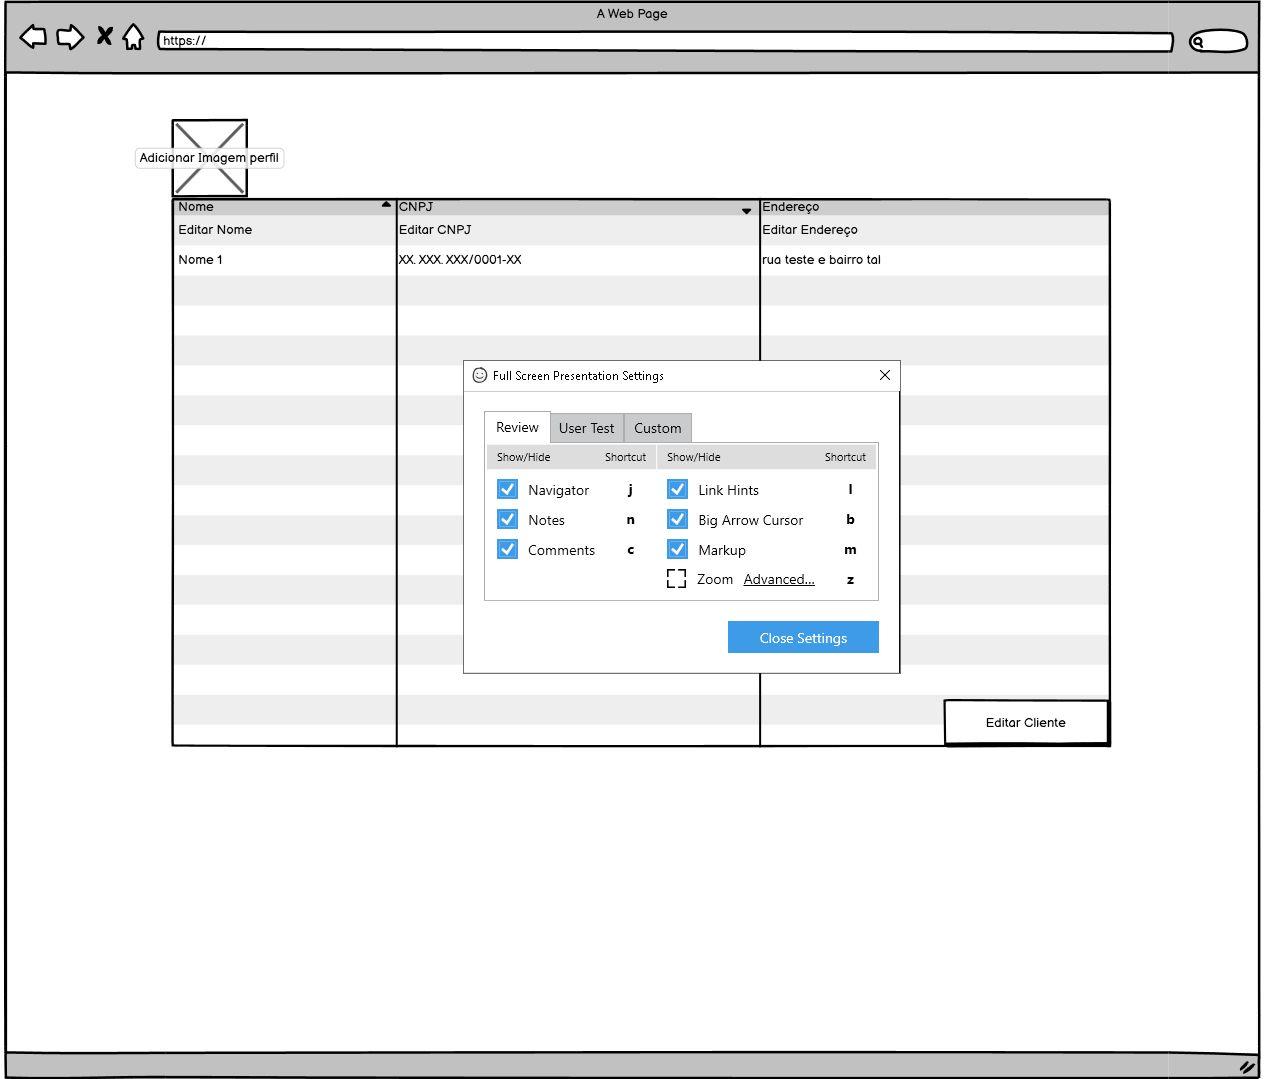 A Web Page
https://
Adicionar Imagem perfil
Nome CNPJ Endereço
Editar Nome Editar CNPJ Editar Endereço
Nome 1 XX. XXX. XXX/0001-XX rua teste e bairro tal
Full Screen Presentation Settings
Review User Test Custom
Show/Hide Shortcut Show/Hide Shortcut
Navigator j Link Hints l
Notes n Big Arrow Cursor b
Comments c Markup m
Zoom Advanced... z
Close Settings
Editar Cliente